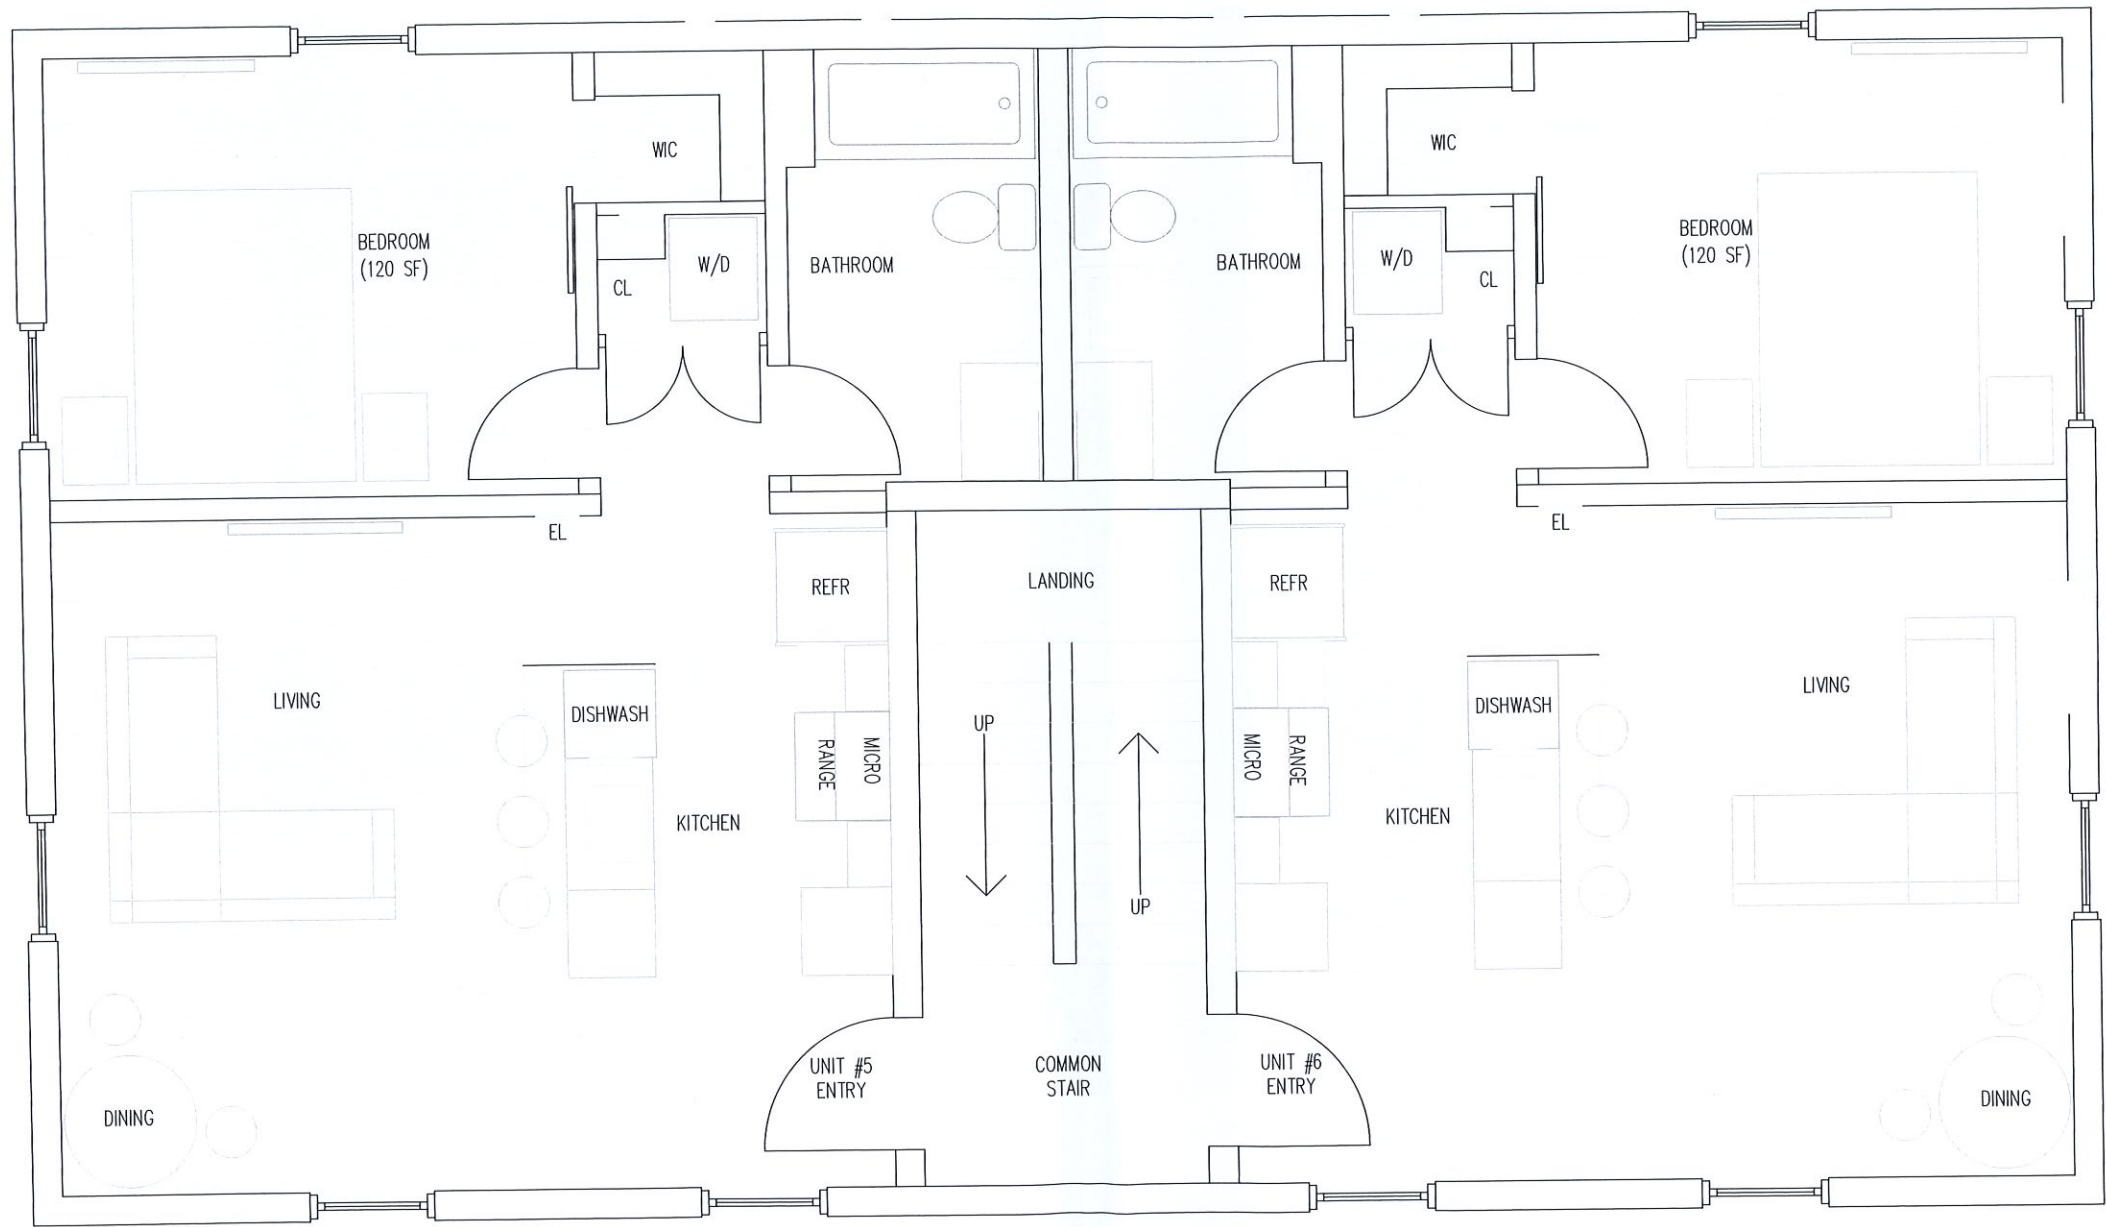 WIC
WIC
BEDROOM
(120 SF)
CL
W/D
BATHROOM
BATHROOM
W/D
CL
BEDROOM
(120 SF)
EL
EL
REFR
LANDING
REFR
LIVING
DISHWASH
RANGE
MICRO
UP
MICRO
RANGE
DISHWASH
LIVING
KITCHEN
UP
KITCHEN
UNIT #5
ENTRY
COMMON
STAIR
UNIT #6
ENTRY
DINING
DINING